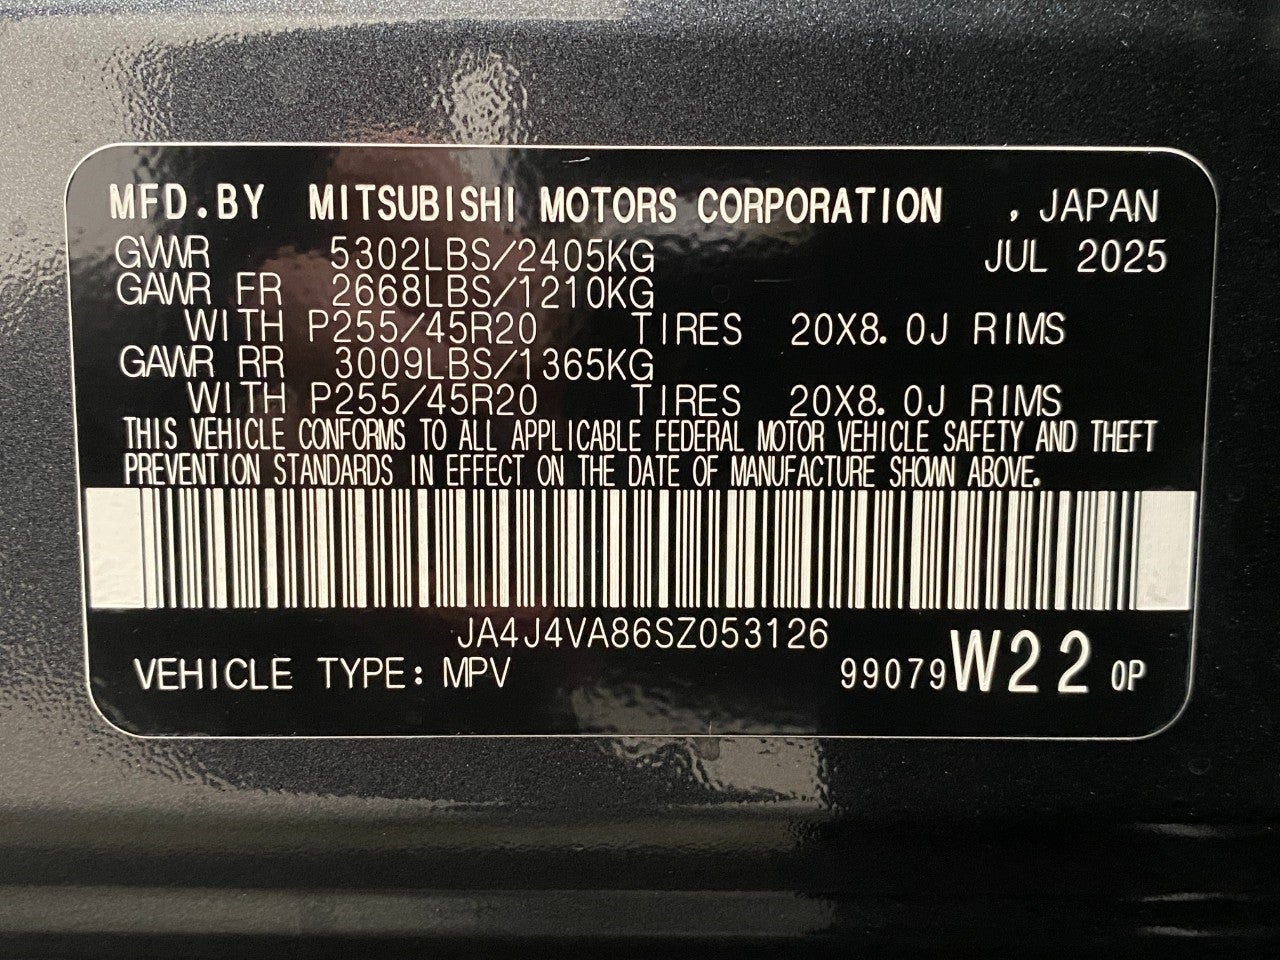 MFD.BY MITSUBISHI MOTORS CORPORATION , JAPAN
GVWR 5302LBS/2405KG JUL 2025
GAWR FR 2668LBS/1210KG
WITH P255/45R20 TIRES 20X8.0J RIMS
GAWR RR 3009LBS/1365KG
WITH P255/45R20 TIRES 20X8.0J RIMS
THIS VEHICLE CONFORMS TO ALL APPLICABLE FEDERAL MOTOR VEHICLE SAFETY AND THEFT
PREVENTION STANDARDS IN EFFECT ON THE DATE OF MANUFACTURE SHOWN ABOVE.
JA4J4VA86SZ053126
VEHICLE TYPE: MPV 99079 W22 0P